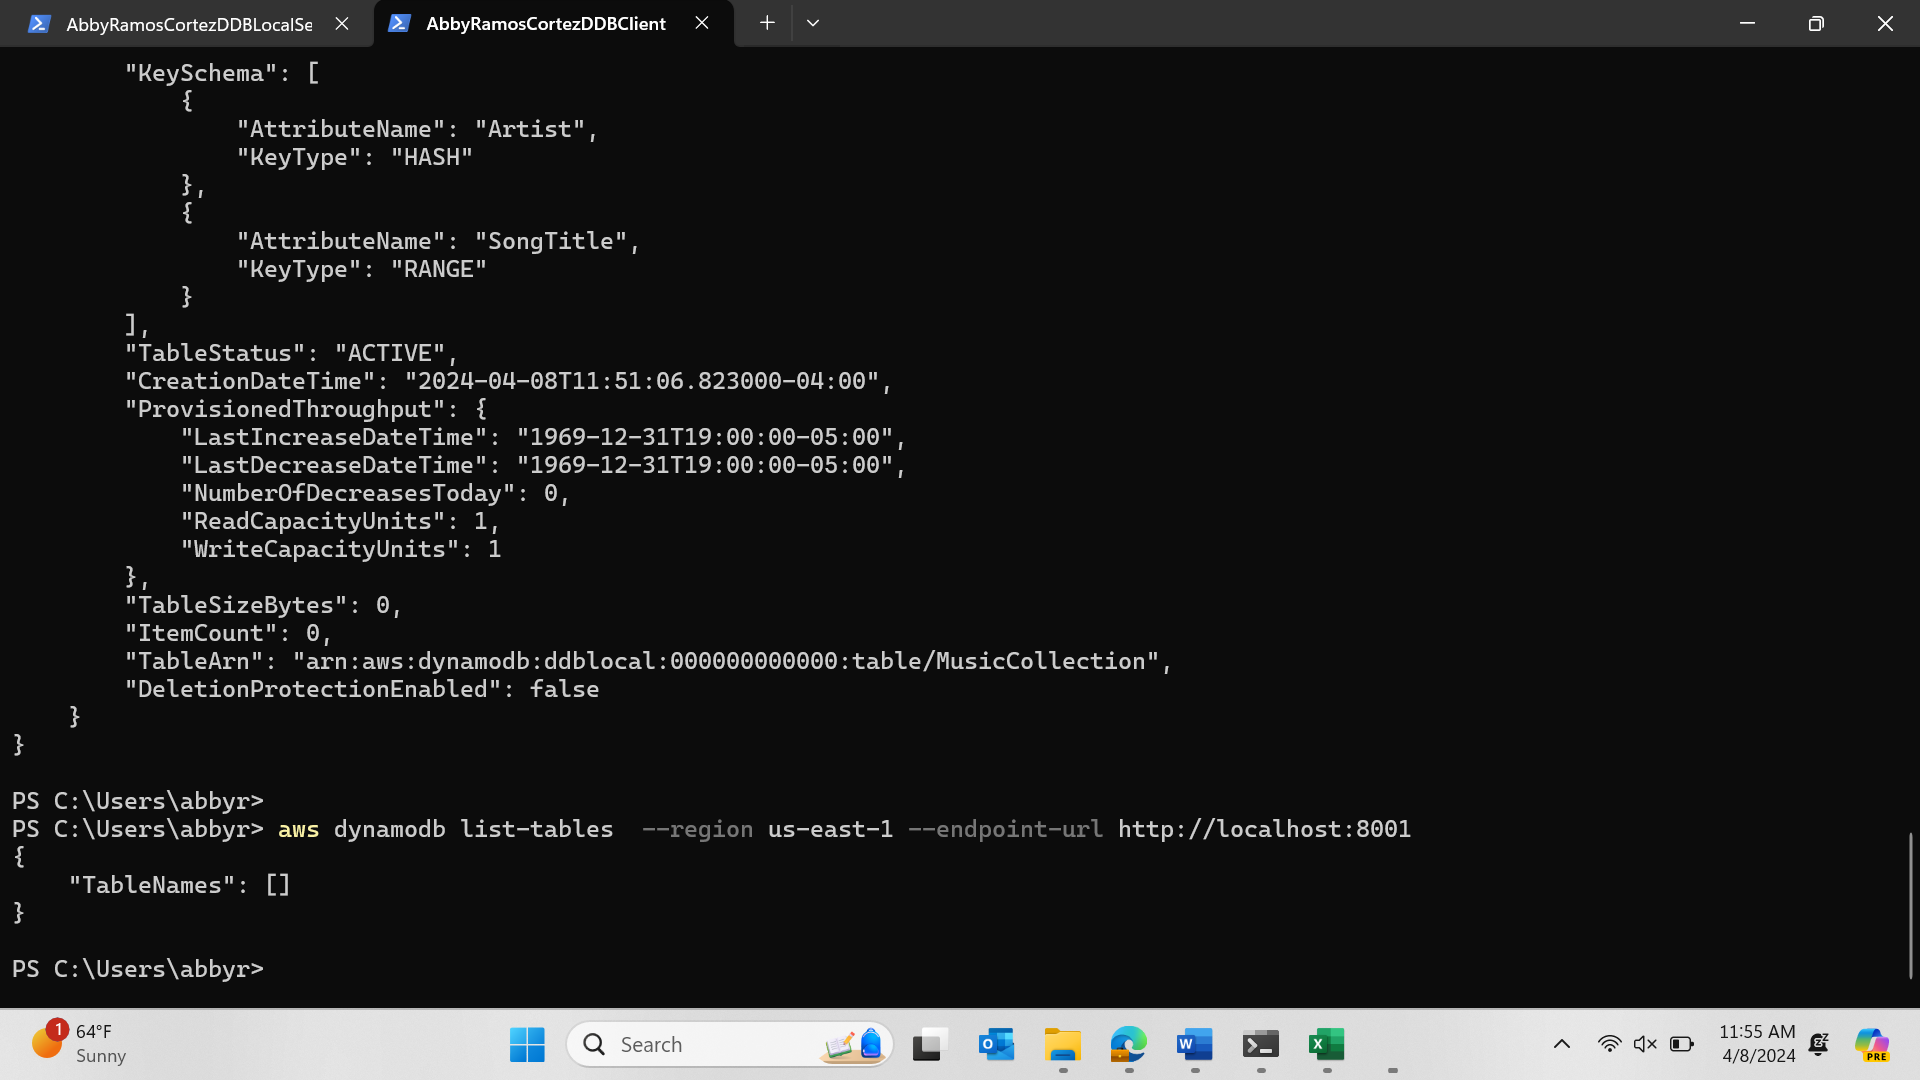 AbbyRamosCortezDDBLocalSe
AbbyRamosCortezDDBClient
"KeySchema": [
{
"AttributeName": "Artist",
"KeyType": "HASH"
},
{
"AttributeName": "SongTitle",
"KeyType": "RANGE"
}
],
"TableStatus": "ACTIVE",
"CreationDateTime": "2024-04-08T11:51:06.823000-04:00",
"ProvisionedThroughput": {
"LastIncreaseDateTime": "1969-12-31T19:00:00-05:00",
"LastDecreaseDateTime": "1969-12-31T19:00:00-05:00",
"NumberOfDecreasesToday": 0,
"ReadCapacityUnits": 1,
"WriteCapacityUnits": 1
},
"TableSizeBytes": 0,
"ItemCount": 0,
"TableArn": "arn:aws:dynamodb:ddblocal:000000000000:table/MusicCollection",
"DeletionProtectionEnabled": false
}
}
PS C:\Users\abbyr>
PS C:\Users\abbyr> aws dynamodb list-tables  --region us-east-1 --endpoint-url http://localhost:8001
{
"TableNames": []
}
PS C:\Users\abbyr>
1
64°F
Sunny
Search
O
W
X
11:55 AM
4/8/2024
PRE